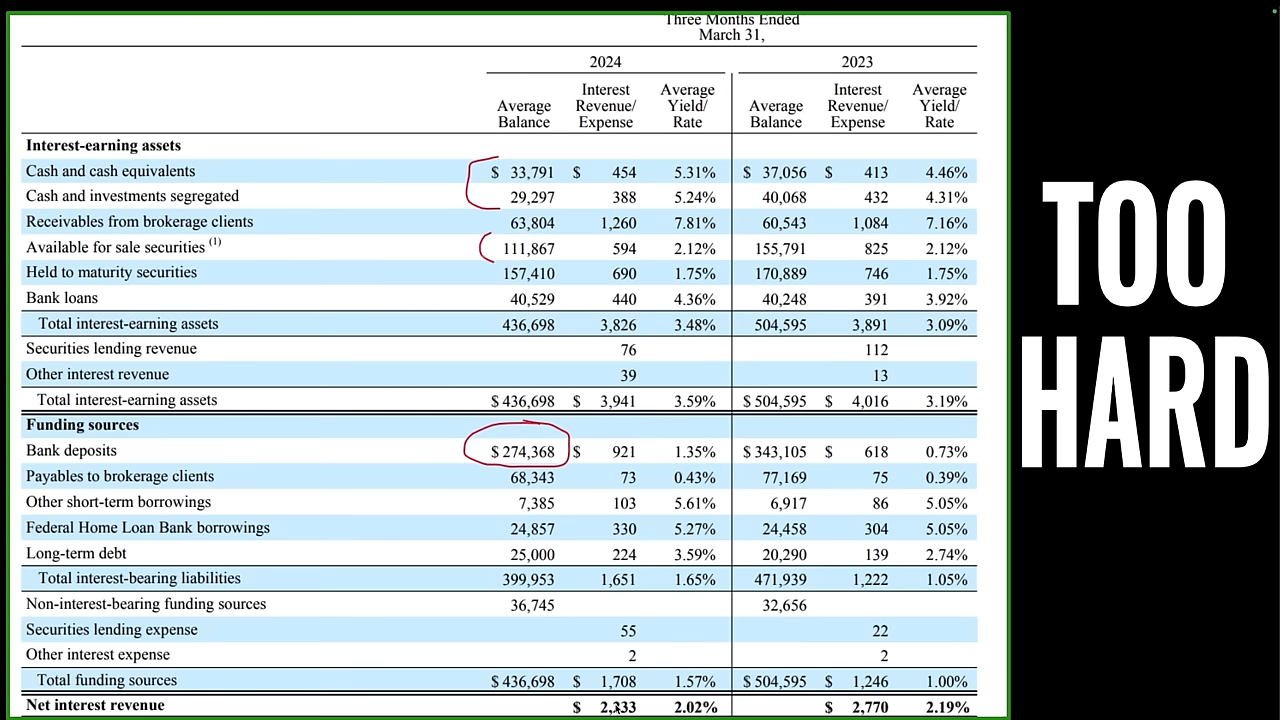 Three Months Ended
March 31,
2024 2023
Average Balance Interest Revenue/ Expense Average Yield/ Rate Average Balance Interest Revenue/ Expense Average Yield/ Rate
Interest-earning assets
Cash and cash equivalents $ 33,791 $ 454 5.31% $ 37,056 $ 413 4.46%
Cash and investments segregated 29,297 388 5.24% 40,068 432 4.31%
Receivables from brokerage clients 63,804 1,260 7.81% 60,543 1,084 7.16%
Available for sale securities (1) 111,867 594 2.12% 155,791 825 2.12%
Held to maturity securities 157,410 690 1.75% 170,889 746 1.75%
Bank loans 40,529 440 4.36% 40,248 391 3.92%
Total interest-earning assets 436,698 3,826 3.48% 504,595 3,891 3.09%
Securities lending revenue 76 112
Other interest revenue 39 13
Total interest-earning assets $ 436,698 $ 3,941 3.59% $ 504,595 $ 4,016 3.19%
Funding sources
Bank deposits $ 274,368 $ 921 1.35% $ 343,105 $ 618 0.73%
Payables to brokerage clients 68,343 73 0.43% 77,169 75 0.39%
Other short-term borrowings 7,385 103 5.61% 6,917 86 5.05%
Federal Home Loan Bank borrowings 24,857 330 5.27% 24,458 304 5.05%
Long-term debt 25,000 224 3.59% 20,290 139 2.74%
Total interest-bearing liabilities 399,953 1,651 1.65% 471,939 1,222 1.05%
Non-interest-bearing funding sources 36,745 32,656
Securities lending expense 55 22
Other interest expense 2 2
Total funding sources $ 436,698 $ 1,708 1.57% $ 504,595 $ 1,246 1.00%
Net interest revenue $ 2,333 2.02% $ 2,770 2.19%
TOO
HARD